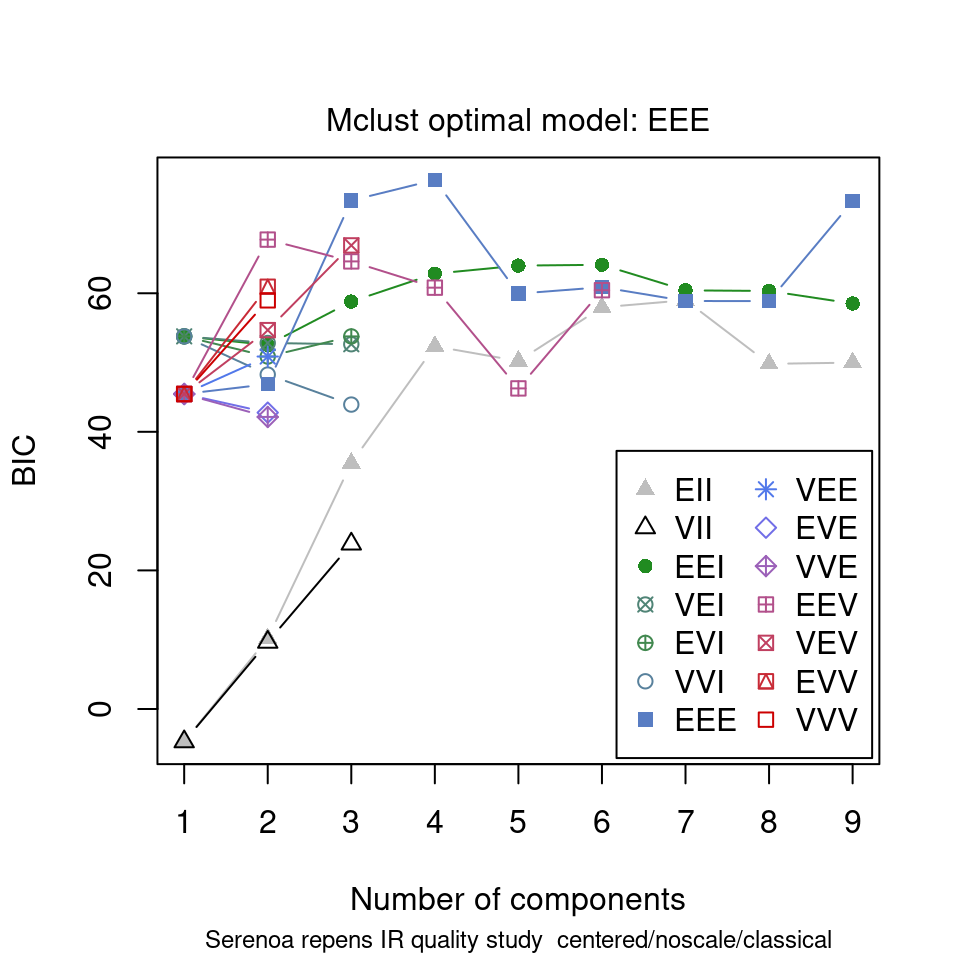 Mclust optimal model: EEE
BIC
60
40
20
0
EII VEE
VII EVE
EEI VVE
VEI EEV
EVI VEV
VVI EVV
EEE VVV
1 2 3 4 5 6 7 8 9
Number of components
Serenoa repens IR quality study centered/noscale/classical